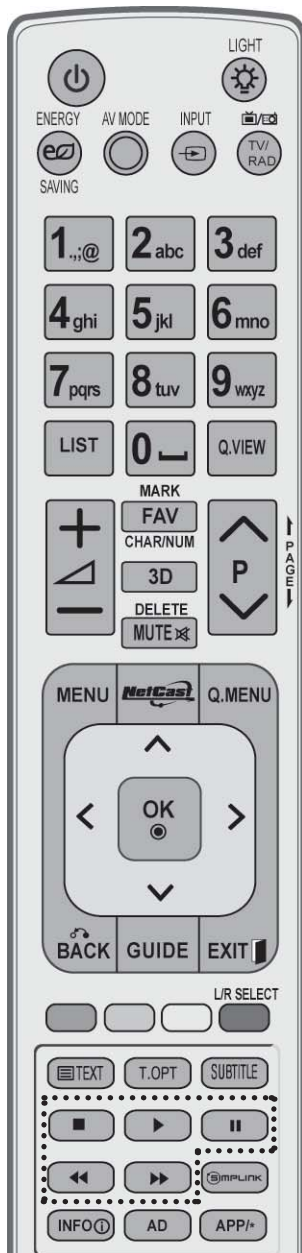 LIGHT
ENERGY AV MODE INPUT
TV/
RAD
SAVING
1.,;@ 2abc 3def
4ghi 5jkl 6mno
7pqrs 8tuv 9wxyz
LIST 0 Q.VIEW
MARK
FAV
CHAR/NUM
3D
P
PAGE
DELETE
MUTE
MENU NetCast Q.MENU
OK
BACK GUIDE EXIT
L/R SELECT
TEXT T.OPT SUBTITLE
SIMPLINK
INFO AD APP/*